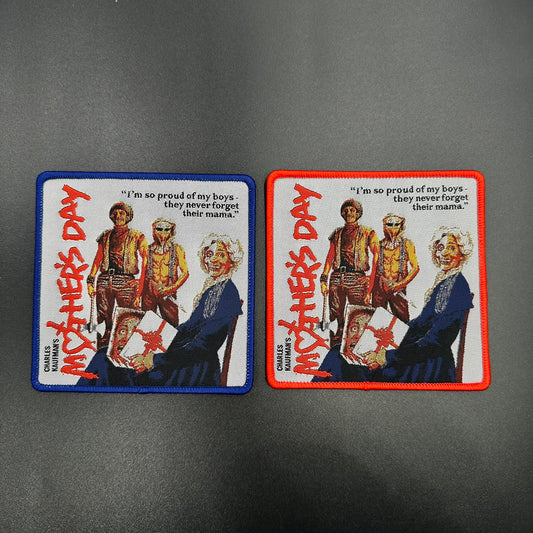 "I'm so proud of my boys -
they never forget
their mama."
CHARLES
KAUFMAN'S
MOTHER'S DAY
"I'm so proud of my boys -
they never forget
their mama."
CHARLES
KAUFMAN'S
MOTHER'S DAY